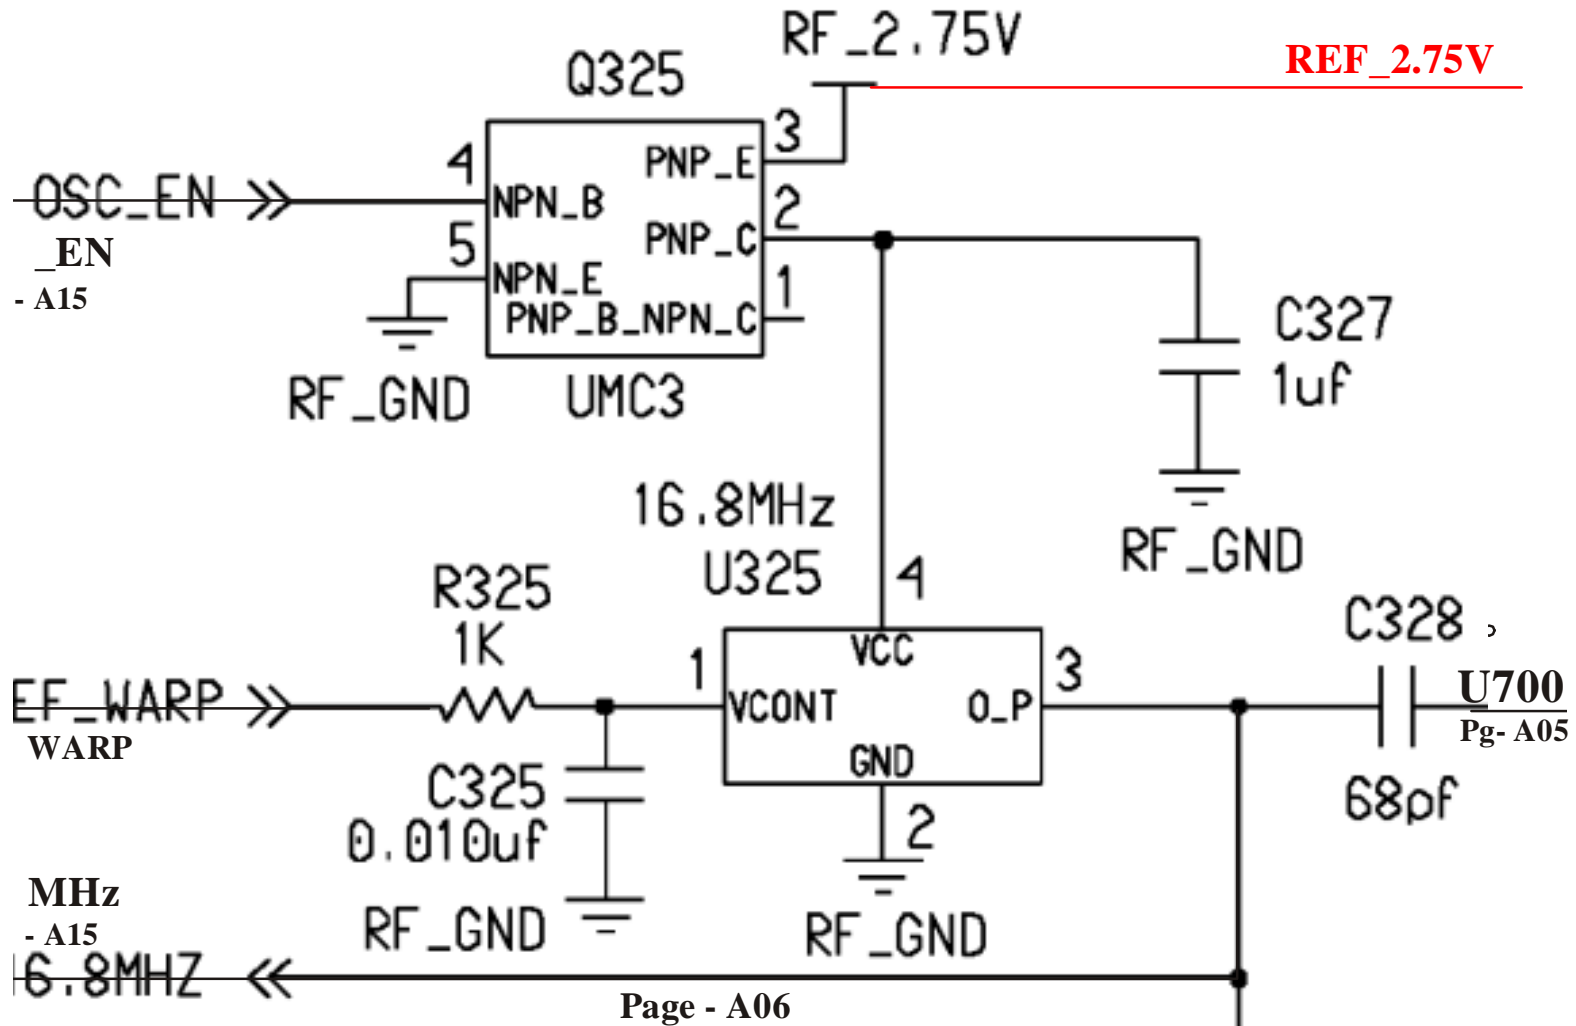 RF_2.75V
REF_2.75V
Q325
3
4
PNP_E
OSC_EN
NPN_B
2
_EN
5
PNP_C
- A15
NPN_E
1
PNP_B_NPN_C
C327
1uf
RF_GND
UMC3
16.8MHz
U325
4
RF_GND
R325
1K
C328
1
VCC
3
EF_WARP
VCONT
O_P
U700
WARP
Pg- A05
GND
C325
0.010uf
2
68pf
MHz
- A15
RF_GND
RF_GND
6.8MHZ
Page - A06